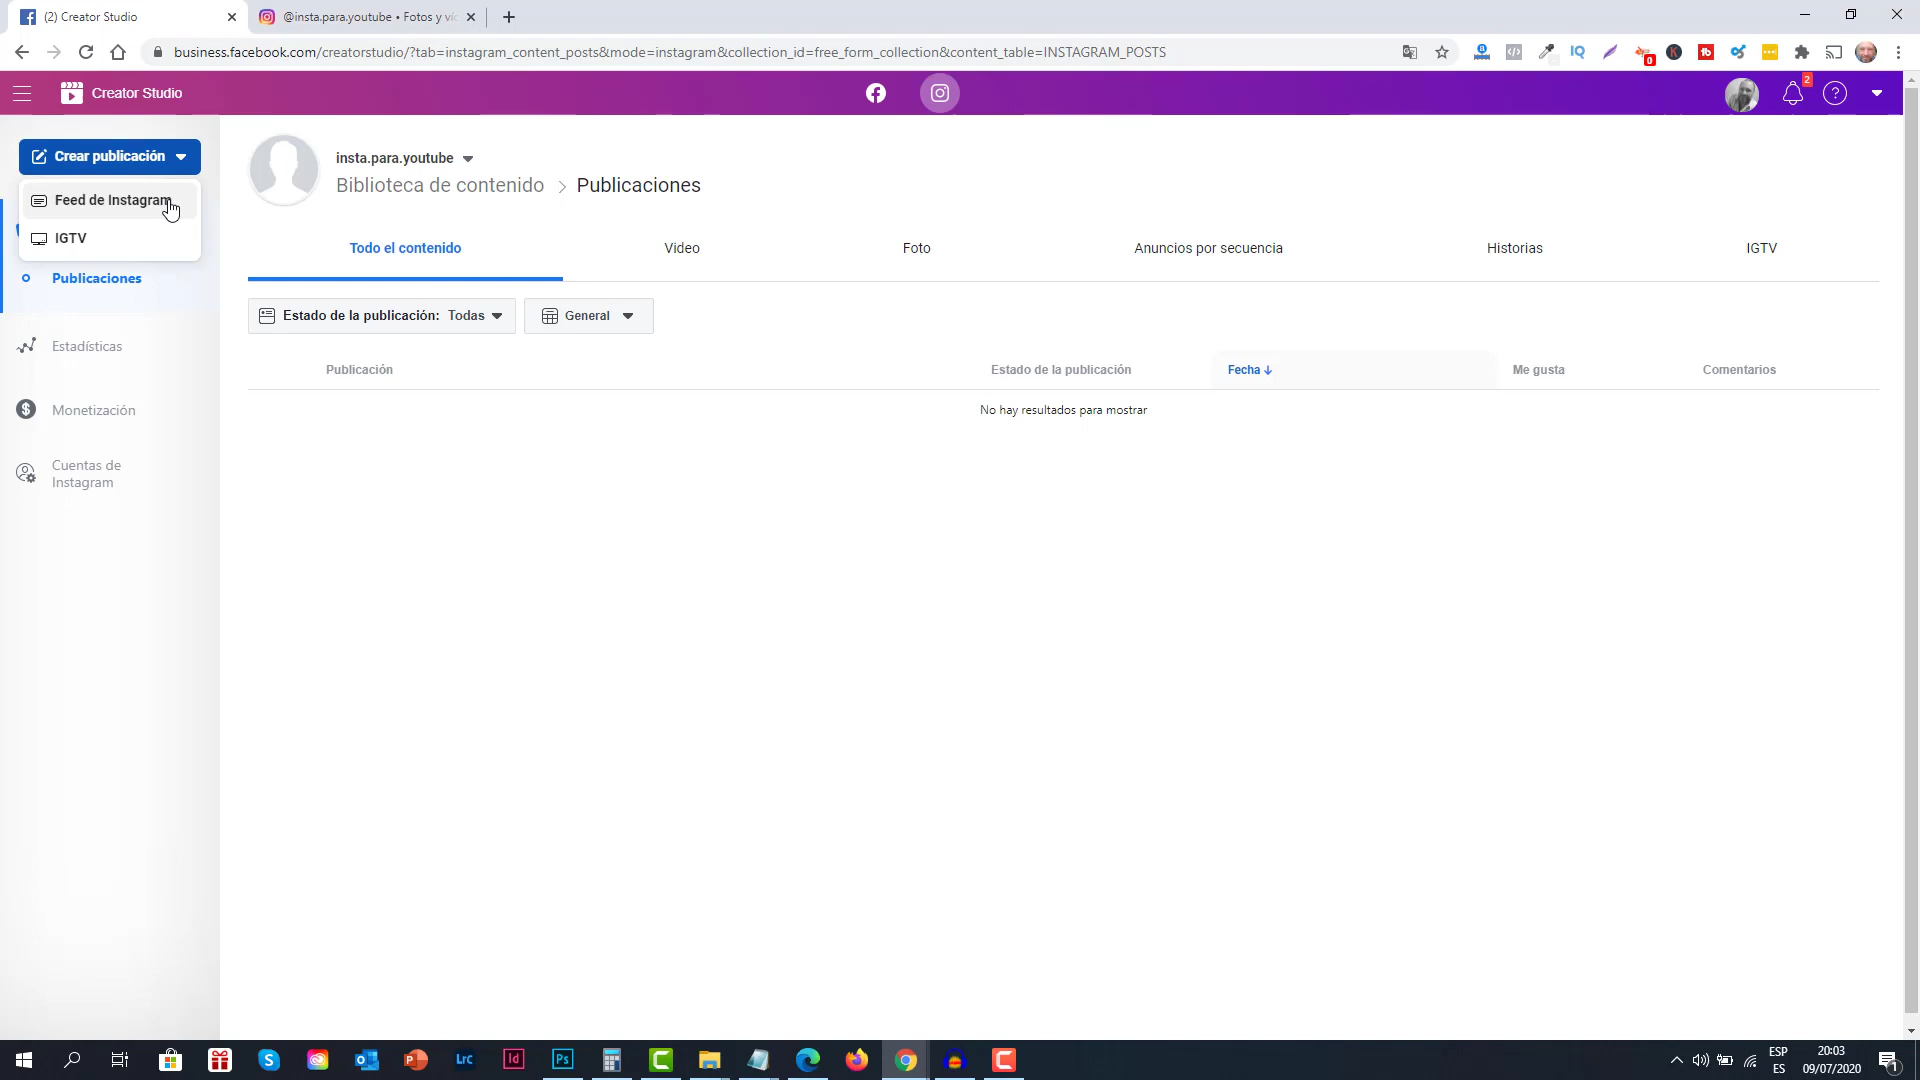 (2) Creator Studio
@insta.para.youtube • Fotos y vi
business.facebook.com/creatorstudio/?tab=instagram_content_posts&mode=instagram&collection_id=free_form_collection&content_table=INSTAGRAM_POSTS
IQ
0
K
tb
Creator Studio
2
?
Crear publicación
Feed de Instagram
IGTV
Publicaciones
Estadísticas
Monetización
Cuentas de
Instagram
insta.para.youtube
Biblioteca de contenido > Publicaciones
Todo el contenido
Video
Foto
Anuncios por secuencia
Historias
IGTV
Estado de la publicación: Todas
General
Publicación
Estado de la publicación
Fecha
Me gusta
Comentarios
No hay resultados para mostrar
Lrc
Id
Ps
ESP
ES
20:03
09/07/2020
1